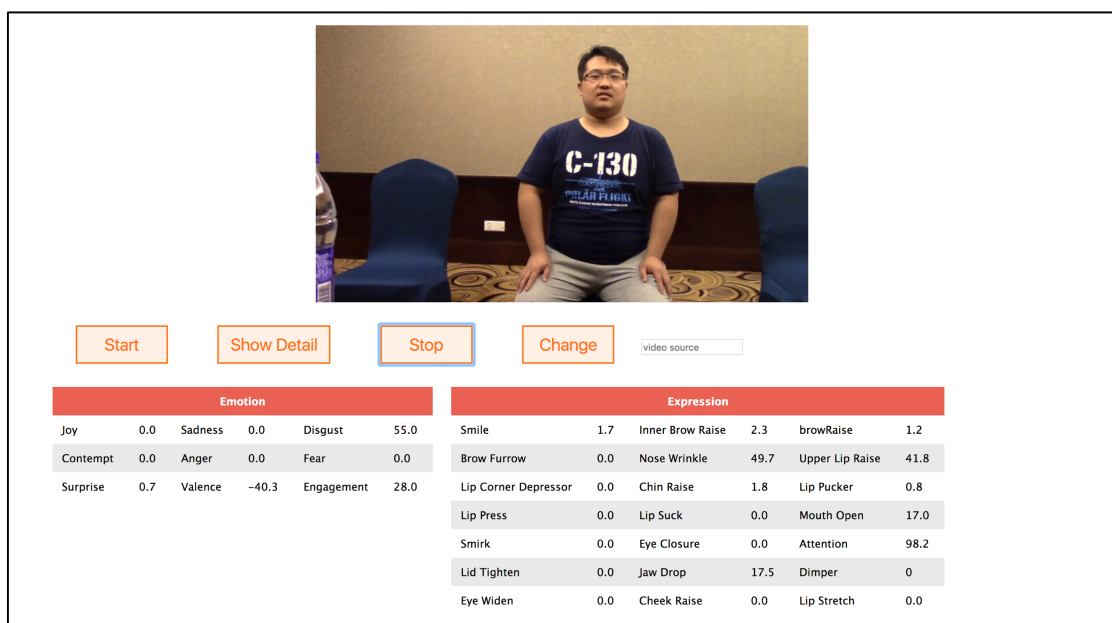 C-130
POLAR FLIGHT
Start
Show Detail
Stop
Change
video source
Emotion
Joy 0.0 Sadness 0.0 Disgust 55.0
Contempt 0.0 Anger 0.0 Fear 0.0
Surprise 0.7 Valence −40.3 Engagement 28.0
Expression
Smile 1.7 Inner Brow Raise 2.3 browRaise 1.2
Brow Furrow 0.0 Nose Wrinkle 49.7 Upper Lip Raise 41.8
Lip Corner Depressor 0.0 Chin Raise 1.8 Lip Pucker 0.8
Lip Press 0.0 Lip Suck 0.0 Mouth Open 17.0
Smirk 0.0 Eye Closure 0.0 Attention 98.2
Lid Tighten 0.0 Jaw Drop 17.5 Dimper 0
Eye Widen 0.0 Cheek Raise 0.0 Lip Stretch 0.0